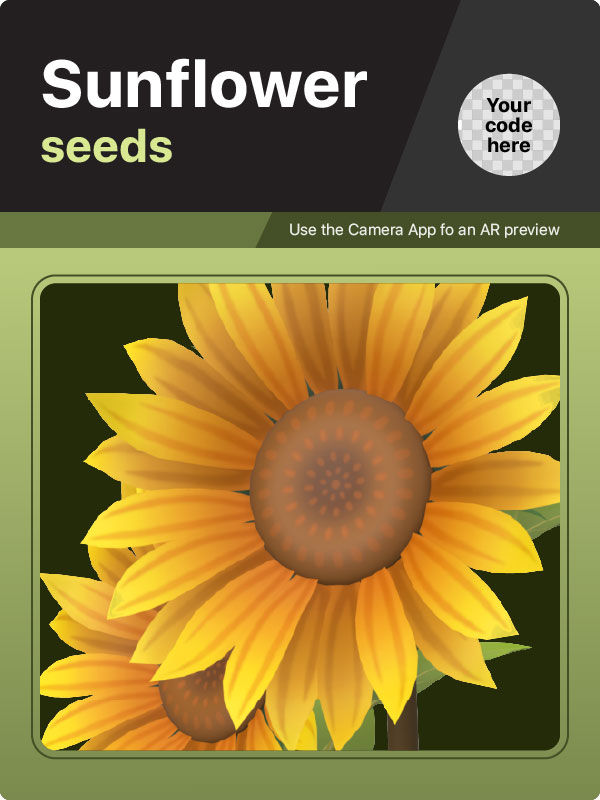 Sunflower
seeds
Your
code
here
Use the Camera App fo an AR preview